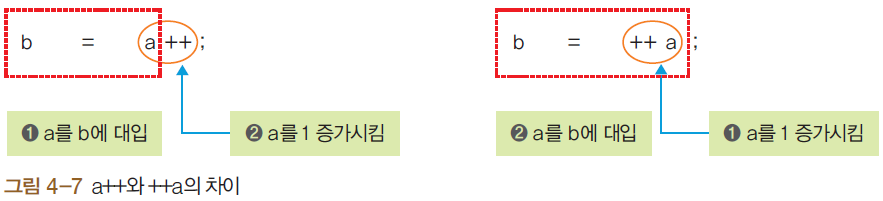 b = a ++ ;
b = ++ a ;
❶ a를 b에 대입
❷ a를 1 증가시킴
❷ a를 b에 대입
❶ a를 1 증가시킴
그림 4-7 a++와 ++a의 차이